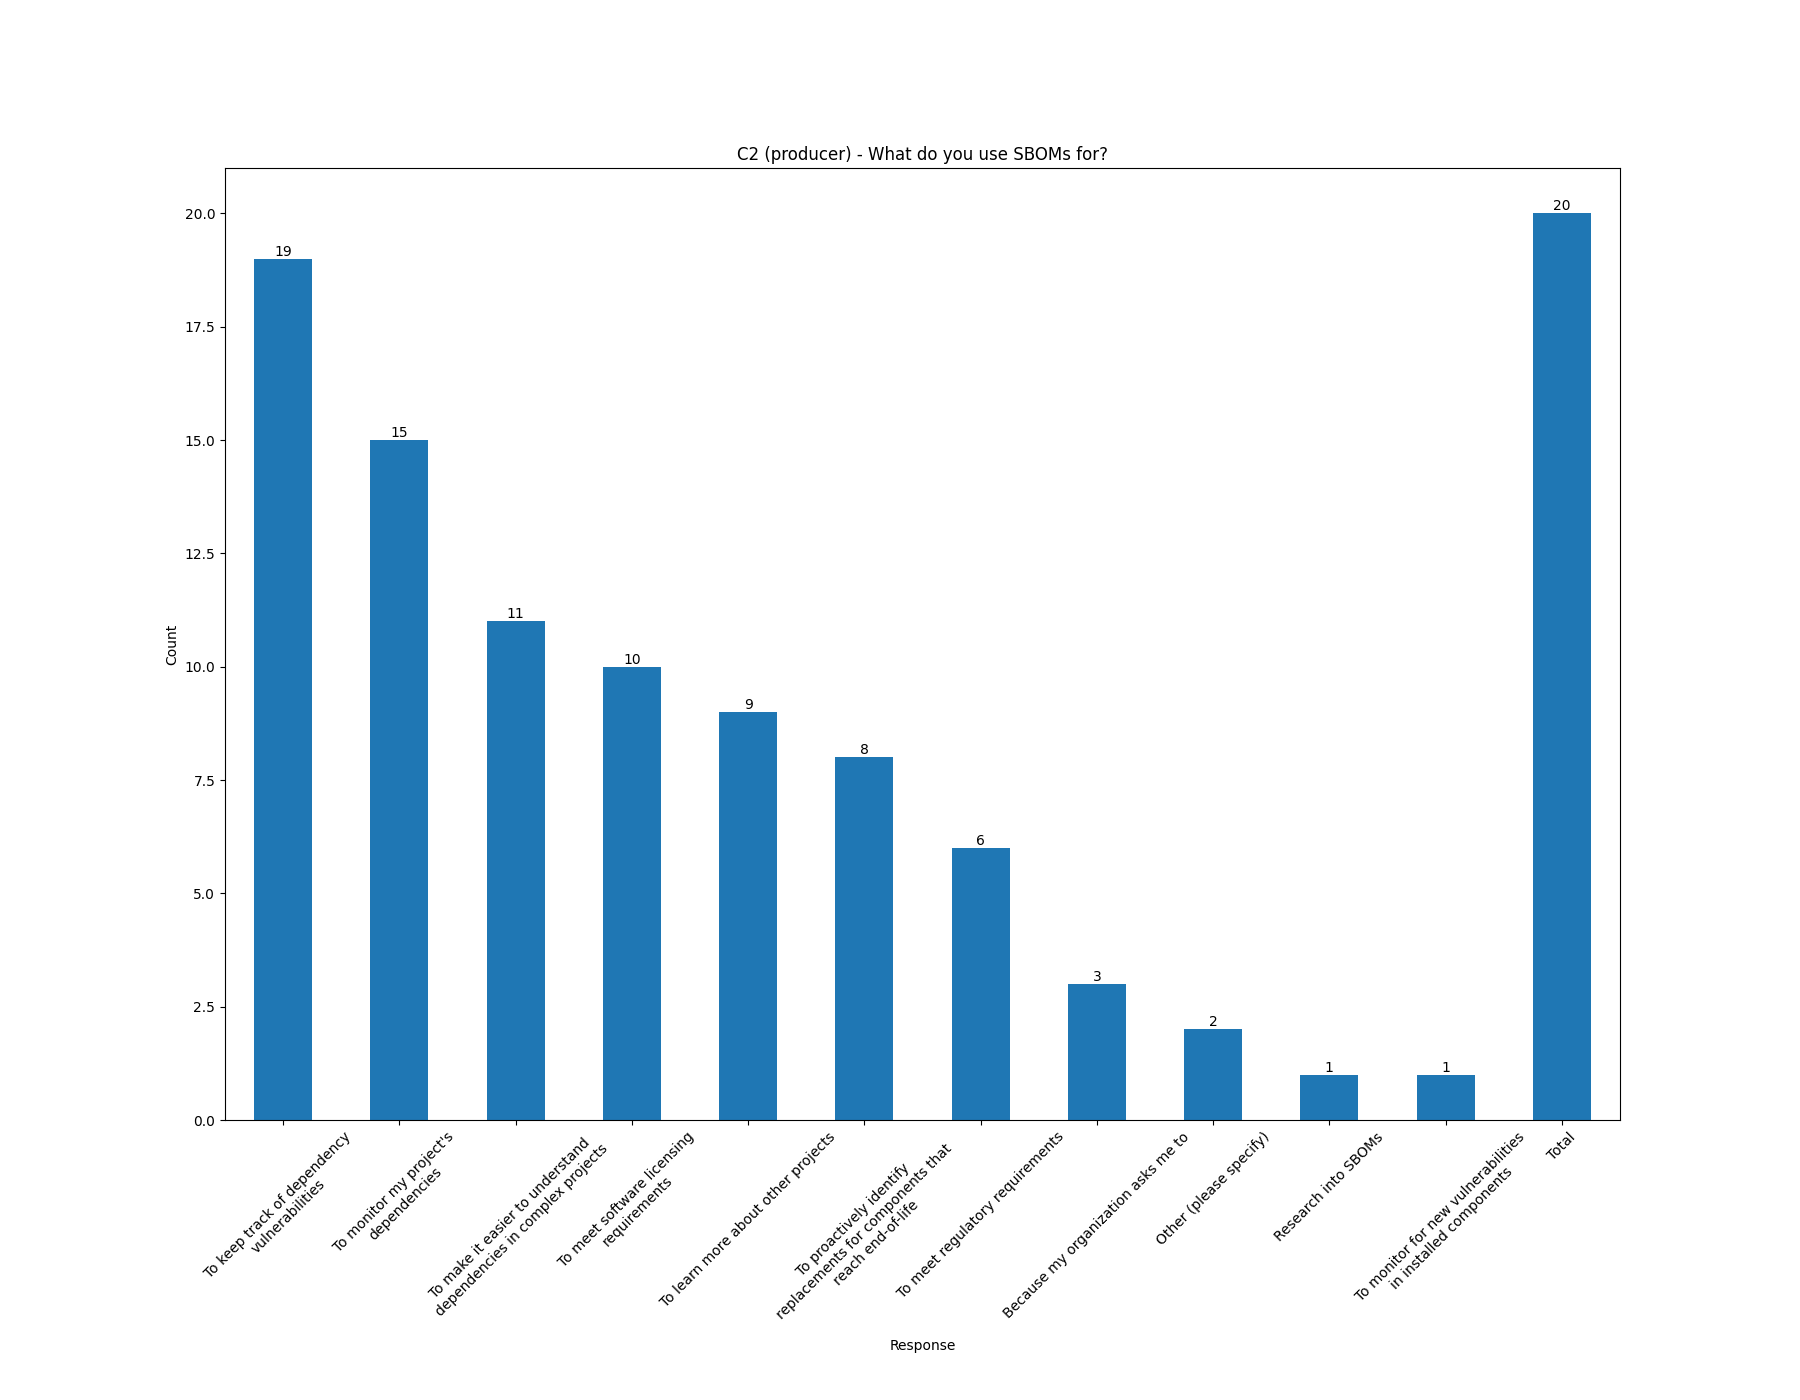 C2 (producer) - What do you use SBOMs for?
20.0
17.5
15.0
12.5
10.0
7.5
5.0
2.5
0.0
Count
19
15
11
10
9
8
6
3
2
1
1
20
To keep track of dependency
vulnerabilities
To monitor my project's
dependencies
To make it easier to understand
dependencies in complex projects
To meet software licensing
requirements
To learn more about other projects
To proactively identify
replacements for components that
reach end-of-life
To meet regulatory requirements
Because my organization asks me to
Other (please specify)
Research into SBOMs
To monitor for new vulnerabilities
in installed components
Total
Response